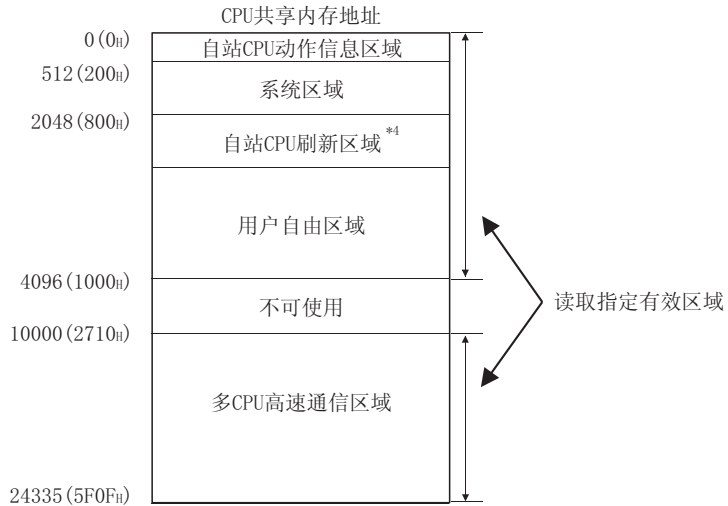 CPU共享内存地址
0(0H)
自站CPU动作信息区域
512(200H)
系统区域
2048(800H)
自站CPU刷新区域*4
用户自由区域
4096(1000H)
不可使用
读取指定有效区域
10000(2710H)
多CPU高速通信区域
24335(5F0FH)